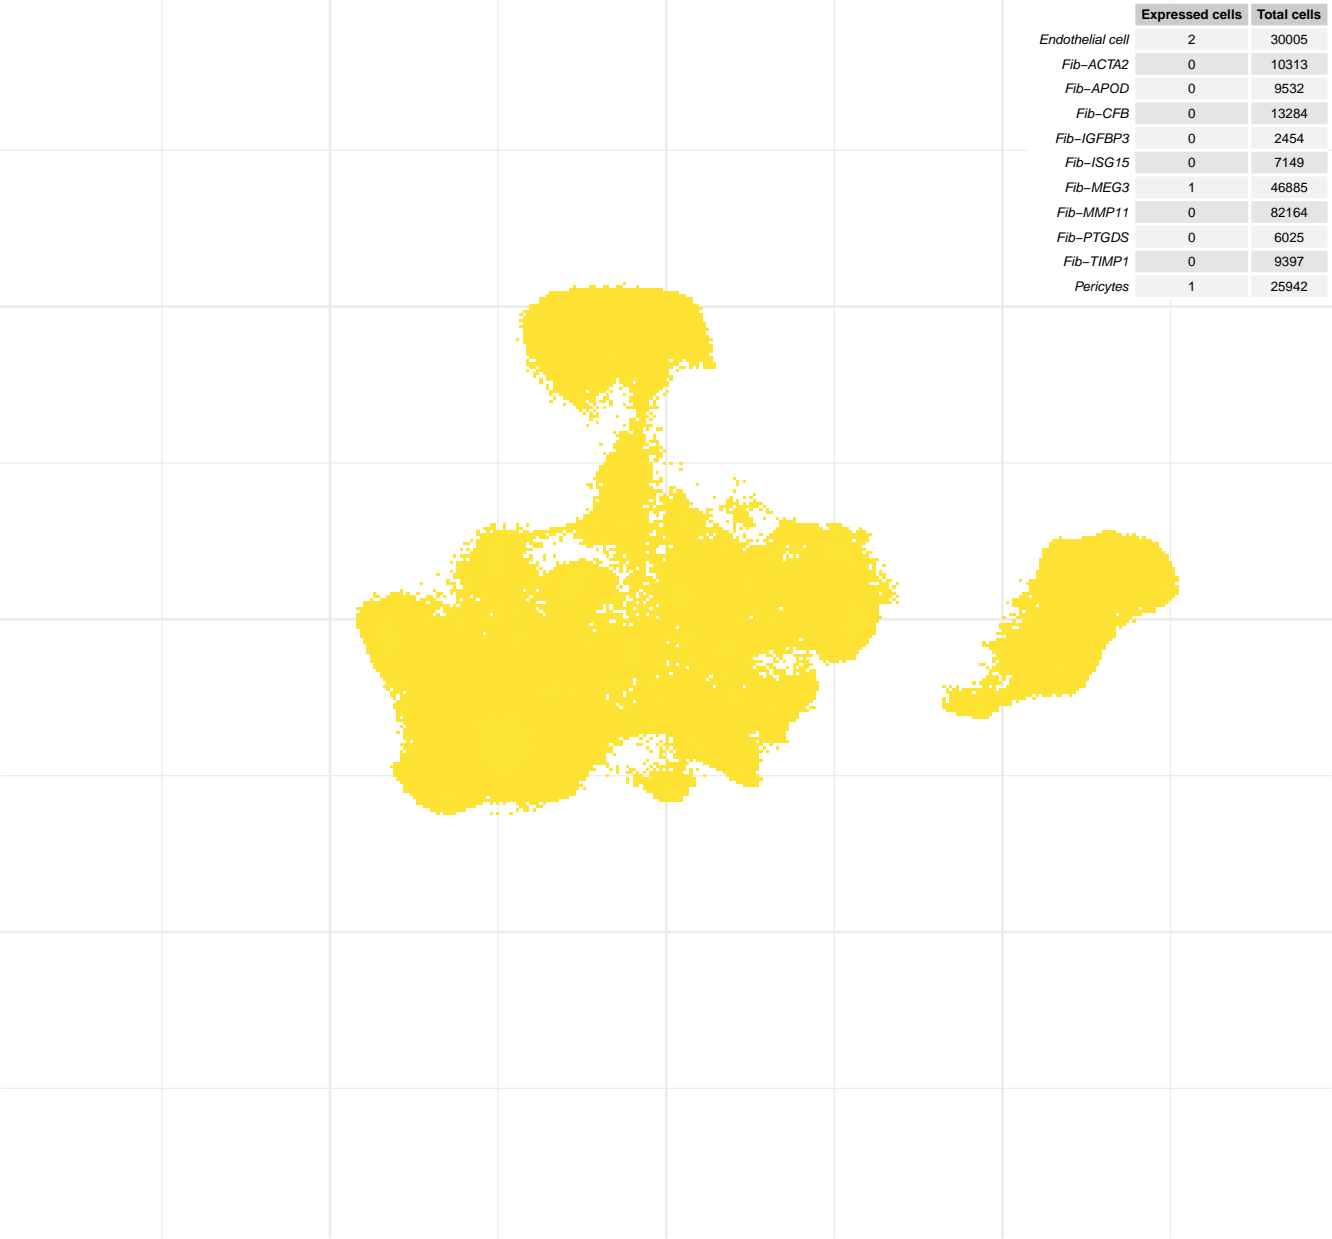 Expressed cells Total cells
Endothelial cell 2 30005
Fib−ACTA2 0 10313
Fib−APOD 0 9532
Fib−CFB 0 13284
Fib−IGFBP3 0 2454
Fib−ISG15 0 7149
Fib−MEG3 1 46885
Fib−MMP11 0 82164
Fib−PTGDS 0 6025
Fib−TIMP1 0 9397
Pericytes 1 25942